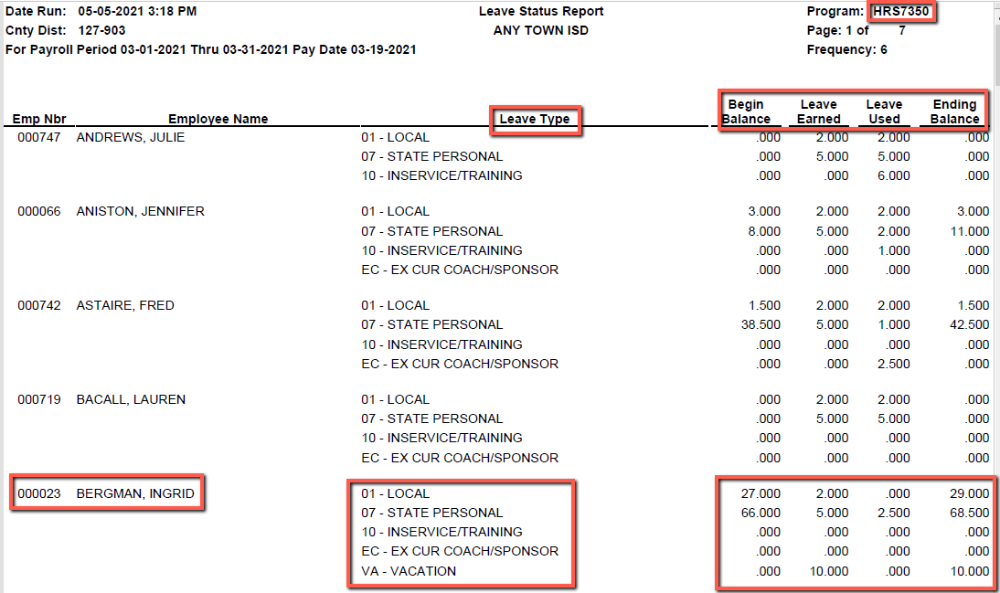 Date Run: 05-05-2021 3:18 PM Leave Status Report Program: HRS7350
Cnty Dist: 127-903 ANY TOWN ISD Page: 1 of 7
For Payroll Period 03-01-2021 Thru 03-31-2021 Pay Date 03-19-2021 Frequency: 6
Begin Leave Leave Ending
Emp Nbr Employee Name Leave Type Balance Earned Used Balance
000747 ANDREWS, JULIE 01 - LOCAL .000 2.000 2.000 .000
07 - STATE PERSONAL .000 5.000 5.000 .000
10 - INSERVICE/TRAINING .000 .000 6.000 .000
000066 ANISTON, JENNIFER 01 - LOCAL 3.000 2.000 2.000 3.000
07 - STATE PERSONAL 8.000 5.000 2.000 11.000
10 - INSERVICE/TRAINING .000 .000 1.000 .000
EC - EX CUR COACH/SPONSOR .000 .000 .000 .000
000742 ASTAIRE, FRED 01 - LOCAL 1.500 2.000 2.000 1.500
07 - STATE PERSONAL 38.500 5.000 1.000 42.500
10 - INSERVICE/TRAINING .000 .000 .000 .000
EC - EX CUR COACH/SPONSOR .000 .000 2.500 .000
000719 BACALL, LAUREN 01 - LOCAL .000 2.000 2.000 .000
07 - STATE PERSONAL .000 5.000 5.000 .000
10 - INSERVICE/TRAINING .000 .000 .000 .000
EC - EX CUR COACH/SPONSOR .000 .000 .000 .000
000023 BERGMAN, INGRID 01 - LOCAL 27.000 2.000 .000 29.000
07 - STATE PERSONAL 66.000 5.000 2.500 68.500
10 - INSERVICE/TRAINING .000 .000 .000 .000
EC - EX CUR COACH/SPONSOR .000 .000 .000 .000
VA - VACATION .000 10.000 .000 10.000